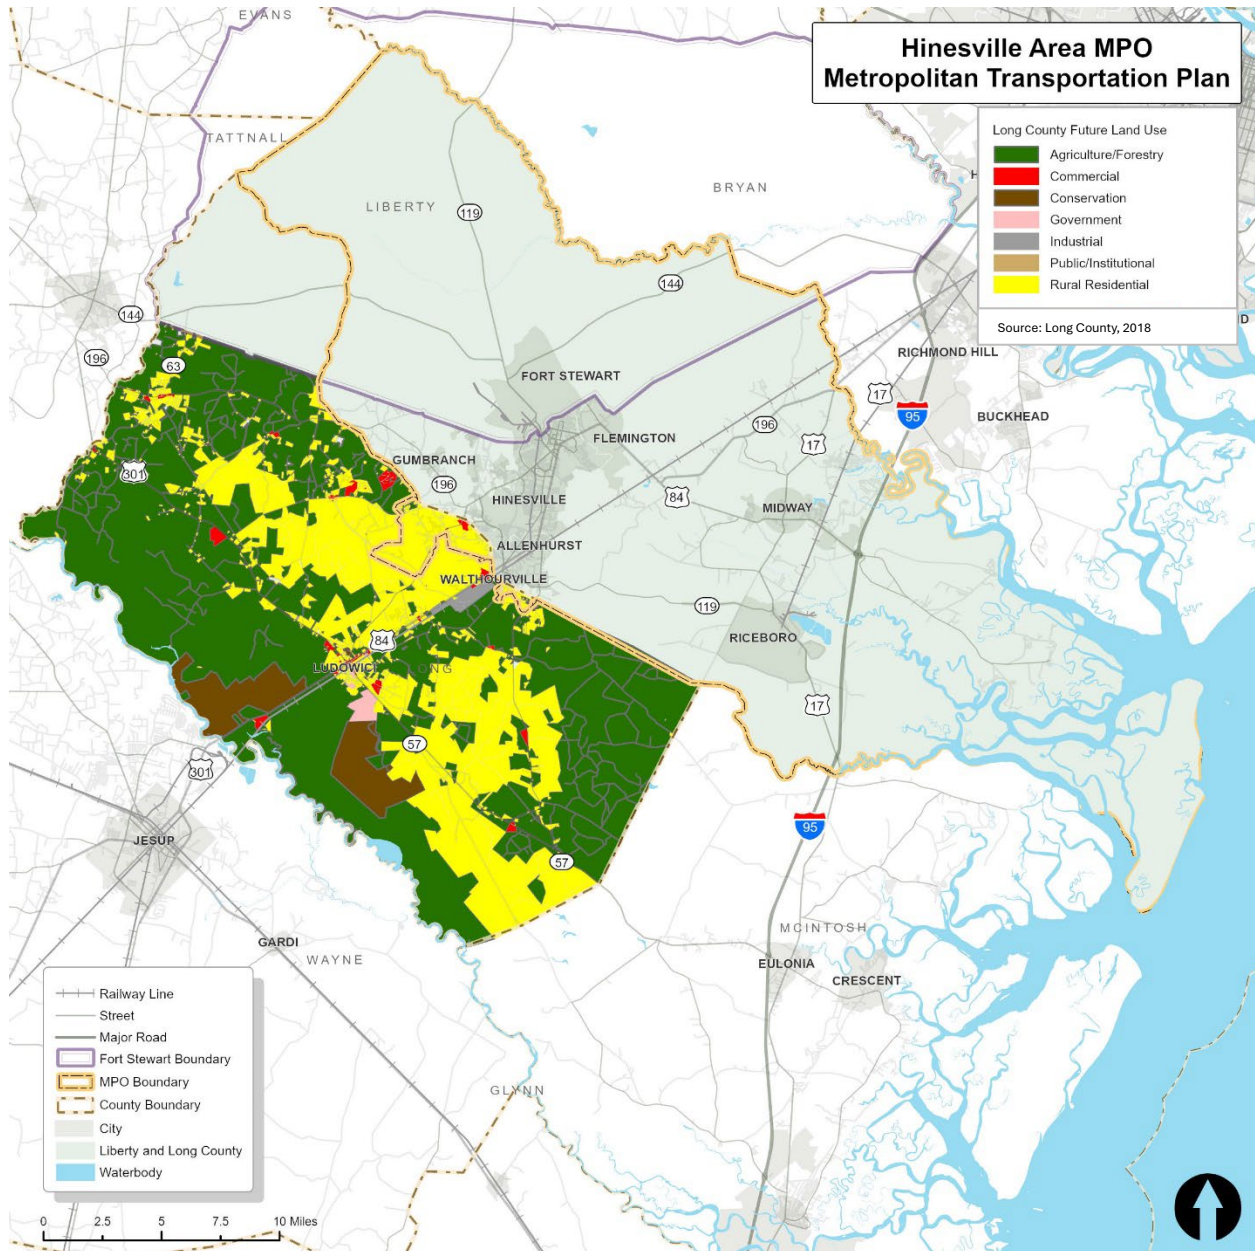 EVANS
Hinesville Area MPO
Metropolitan Transportation Plan
Long County Future Land Use
Agriculture/Forestry
Commercial
Conservation
Government
Industrial
Public/Institutional
Rural Residential
Source: Long County, 2018
TATTNALL
BRYAN
LIBERTY
119
144
144
196
63
RICHMOND HILL
17
95
BUCKHEAD
FORT STEWART
FLEMINGTON
196
17
GUMBRANCH
301
196
HINESVILLE
84
MIDWAY
ALLENHURST
WALTHOURVILLE
119
RICEBORO
84
LUDOWICI
ONG
17
57
301
JESUP
95
57
MCINTOSH
GARDI
WAYNE
EULONIA
CRESCENT
GLYNN
Railway Line
Street
Major Road
Fort Stewart Boundary
MPO Boundary
County Boundary
City
Liberty and Long County
Waterbody
0 2.5 5 7.5 10 Miles